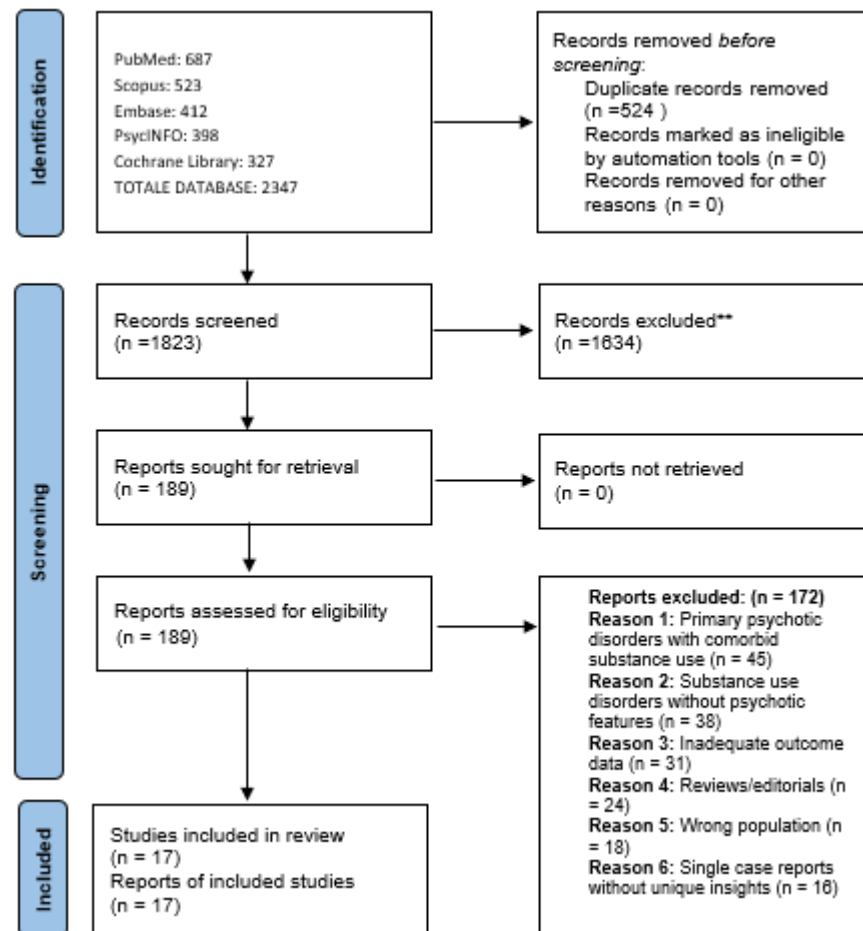 Identification
PubMed: 687
Scopus: 523
Embase: 412
PsycINFO: 398
Cochrane Library: 327
TOTALE DATABASE: 2347
Records removed before
screening:
Duplicate records removed
(n =524 )
Records marked as ineligible
by automation tools (n = 0)
Records removed for other
reasons (n = 0)
Screening
Records screened
(n =1823)
Records excluded**
(n =1634)
Reports sought for retrieval
(n = 189)
Reports not retrieved
(n = 0)
Reports assessed for eligibility
(n = 189)
Reports excluded: (n = 172)
Reason 1: Primary psychotic
disorders with comorbid
substance use (n = 45)
Reason 2: Substance use
disorders without psychotic
features (n = 38)
Reason 3: Inadequate outcome
data (n = 31)
Reason 4: Reviews/editorials (n
= 24)
Reason 5: Wrong population (n
= 18)
Reason 6: Single case reports
without unique insights (n = 16)
Included
Studies included in review
(n = 17)
Reports of included studies
(n = 17)